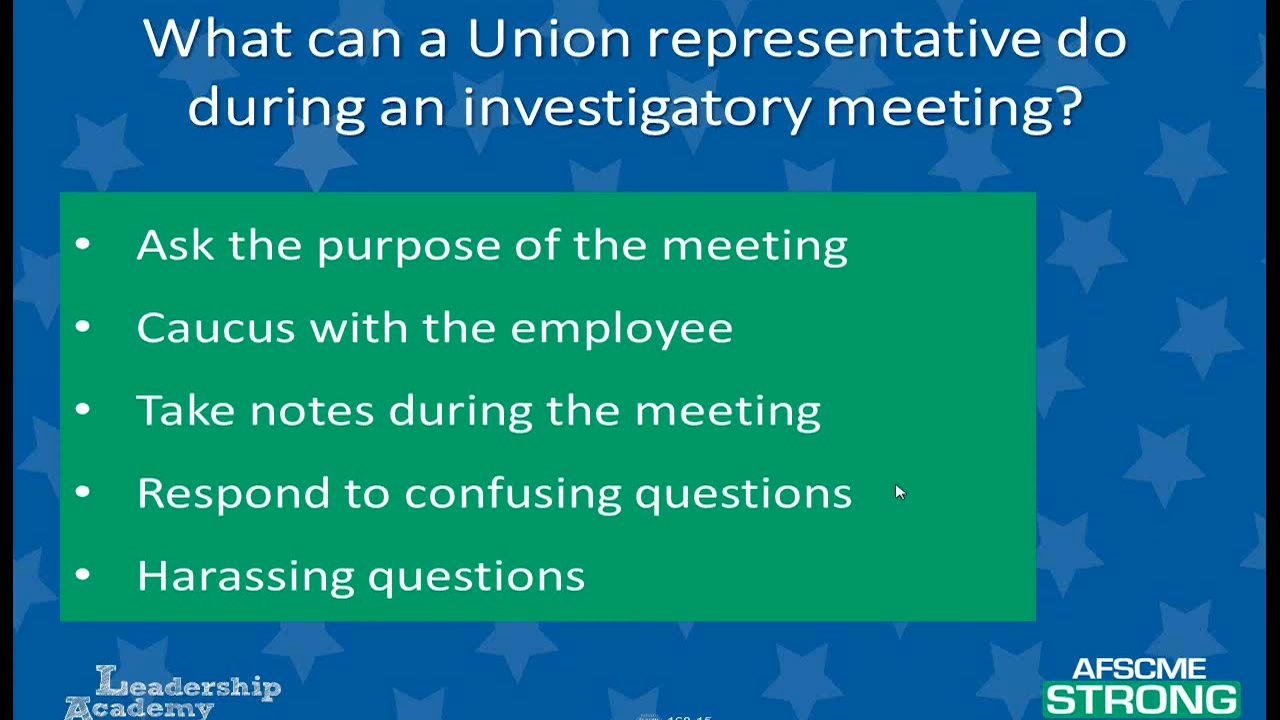 What can a Union representative do
during an investigatory meeting?
• Ask the purpose of the meeting
• Caucus with the employee
• Take notes during the meeting
• Respond to confusing questions
• Harassing questions
Leadership
Academy
AFSCME
STRONG